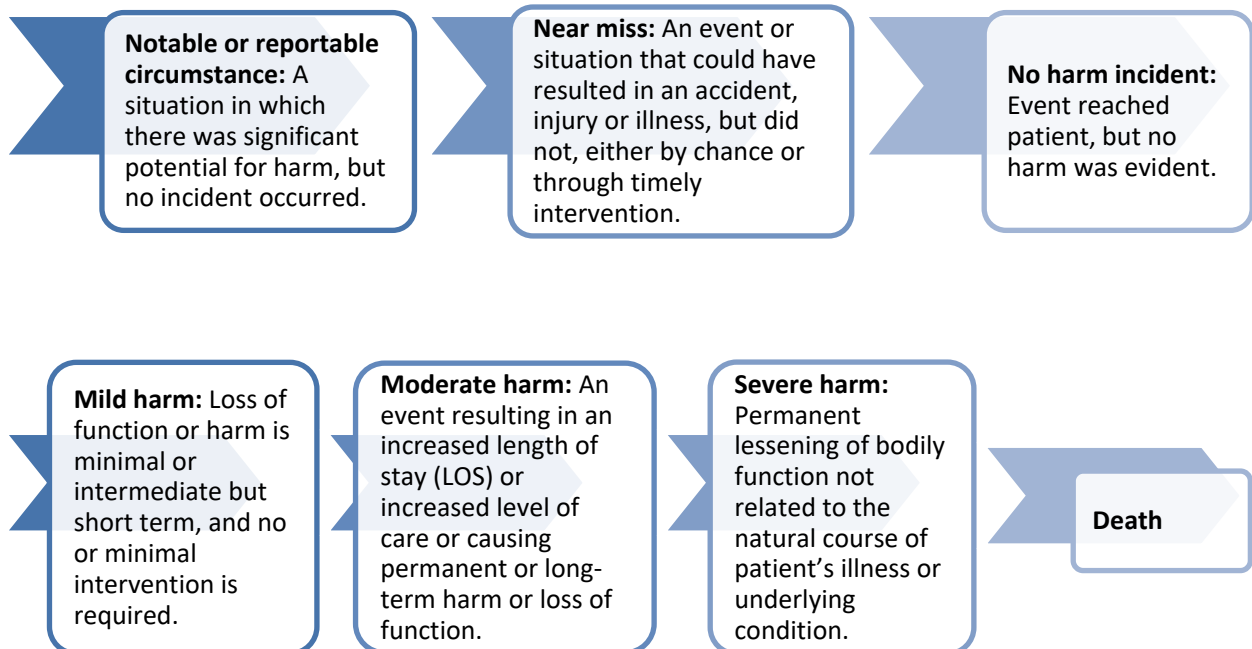 Notable or reportable
circumstance: A
situation in which
there was significant
potential for harm, but
no incident occurred.
Near miss: An event or
situation that could have
resulted in an accident,
injury or illness, but did
not, either by chance or
through timely
intervention.
No harm incident:
Event reached
patient, but no
harm was evident.
Mild harm: Loss of
function or harm is
minimal or
intermediate but
short term, and no
or minimal
intervention is
required.
Moderate harm: An
event resulting in an
increased length of
stay (LOS) or
increased level of
care or causing
permanent or long-
term harm or loss of
function.
Severe harm:
Permanent
lessening of bodily
function not
related to the
natural course of
patient’s illness or
underlying
condition.
Death